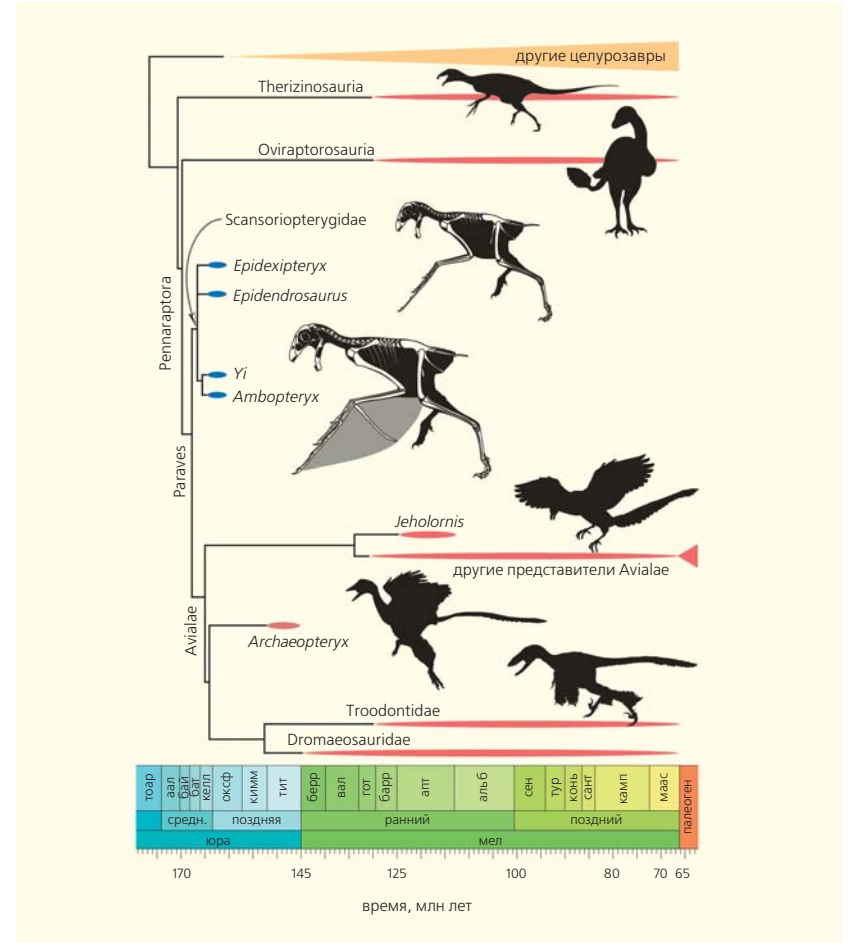 другие целурозавры
Therizinosauria
Oviraptorosauria
Scansoriopterygidae
Epidexipteryx
Epidendrosaurus
Pennaraptora
Yi
Ambopteryx
Paraves
Jeholornis
другие представители Avialae
Avialae
Archaeopteryx
Troodontidae
Dromaeosauridae
тоар аал бай бат келл оксф кимм тит берр вал гот барр апт альб сен тур конь сант камп маас палеоген
средн. поздняя ранний поздний
юра мел
170 145 125 100 80 70 65
время, млн лет